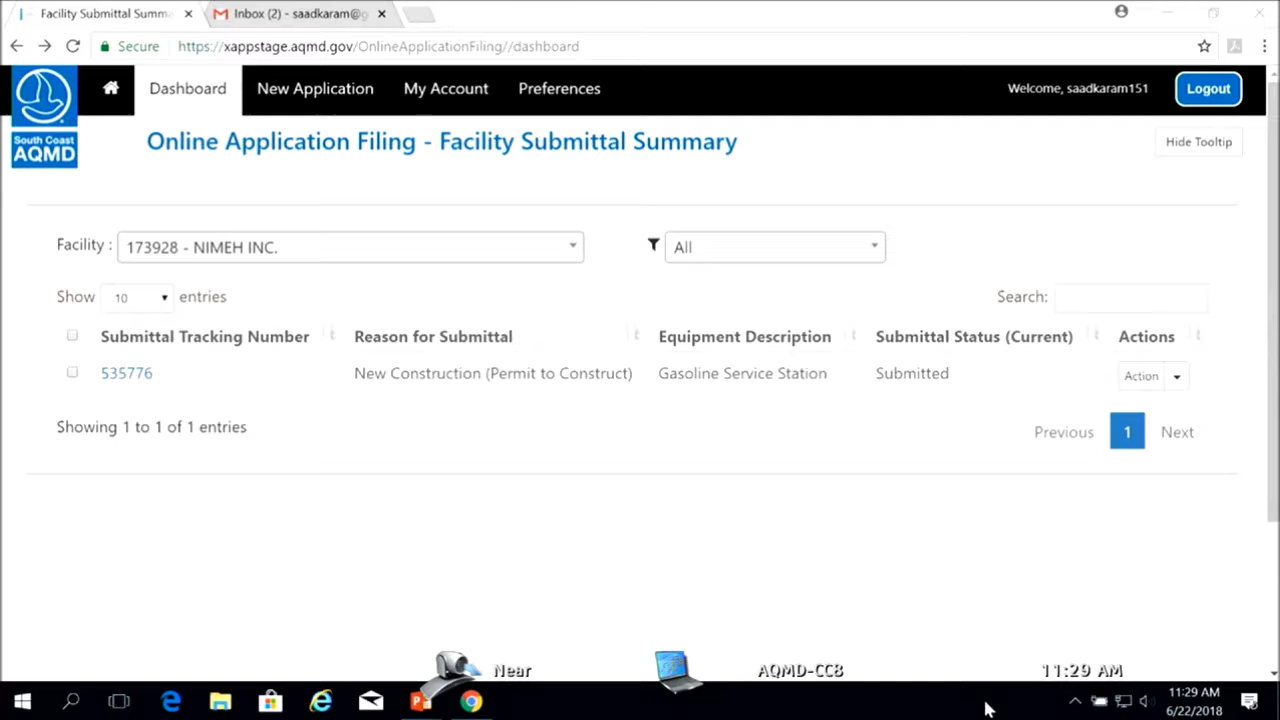 Facility Submittal Summa
Inbox (2) - saadkaram@g
Secure https://xappstage.aqmd.gov/OnlineApplicationFiling//dashboard
Dashboard New Application My Account Preferences Welcome, saadkaram151 Logout
South Coast
AQMD
Online Application Filing - Facility Submittal Summary
Hide Tooltip
Facility : 173928 - NIMEH INC. All
Show 10 entries Search:
Submittal Tracking Number Reason for Submittal Equipment Description Submittal Status (Current) Actions
535776 New Construction (Permit to Construct) Gasoline Service Station Submitted Action
Showing 1 to 1 of 1 entries
Previous 1 Next
Near AQMD-CC8 11:29 AM
11:29 AM
6/22/2018